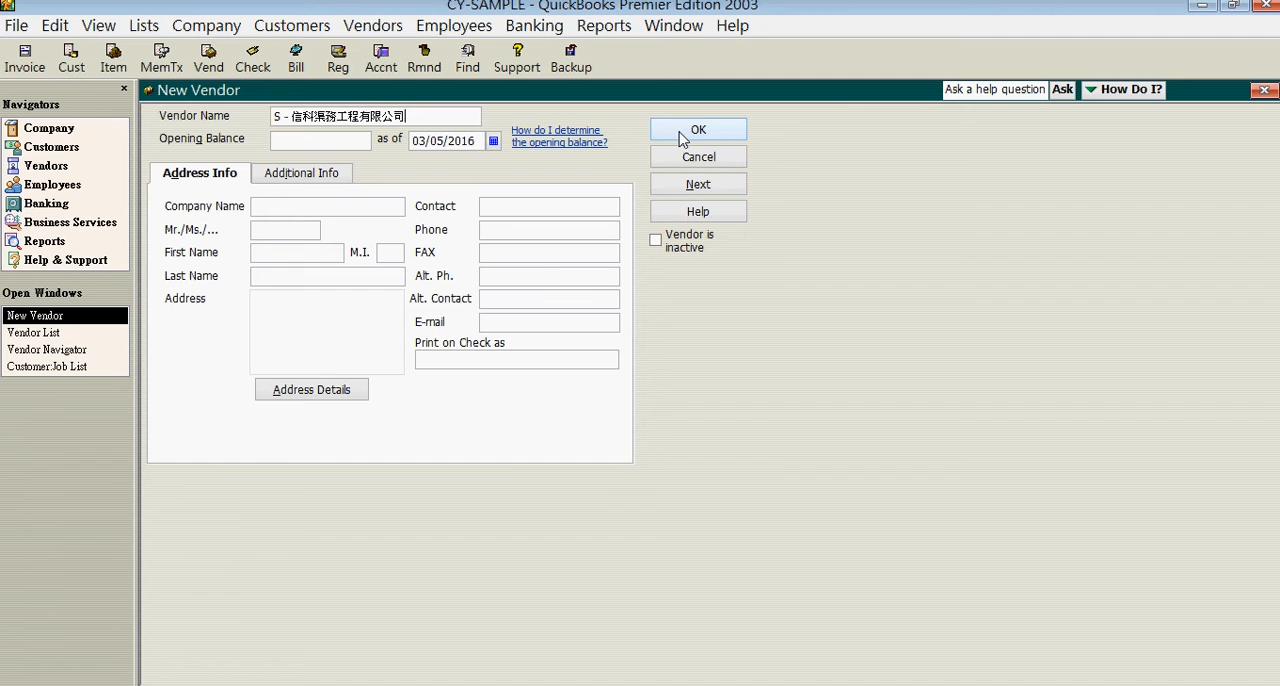 CY-SAMPLE - QuickBooks Premier Edition 2003
File Edit View Lists Company Customers Vendors Employees Banking Reports Window Help
Invoice Cust Item MemTx Vend Check Bill Reg Accnt Rmnd Find Support Backup
Navigators
Company
Customers
Vendors
Employees
Banking
Business Services
Reports
Help & Support
Open Windows
New Vendor
Vendor List
Vendor Navigator
Customer:Job List
New Vendor
Ask a help question Ask How Do I?
Vendor Name S - 信科渠務工程有限公司
Opening Balance as of 03/05/2016 How do I determine
the opening balance?
OK
Cancel
Next
Help
Vendor is
inactive
Address Info Additional Info
Company Name Contact
Mr./Ms./... Phone
First Name M.I. FAX
Last Name Alt. Ph.
Address Alt. Contact
E-mail
Print on Check as
Address Details